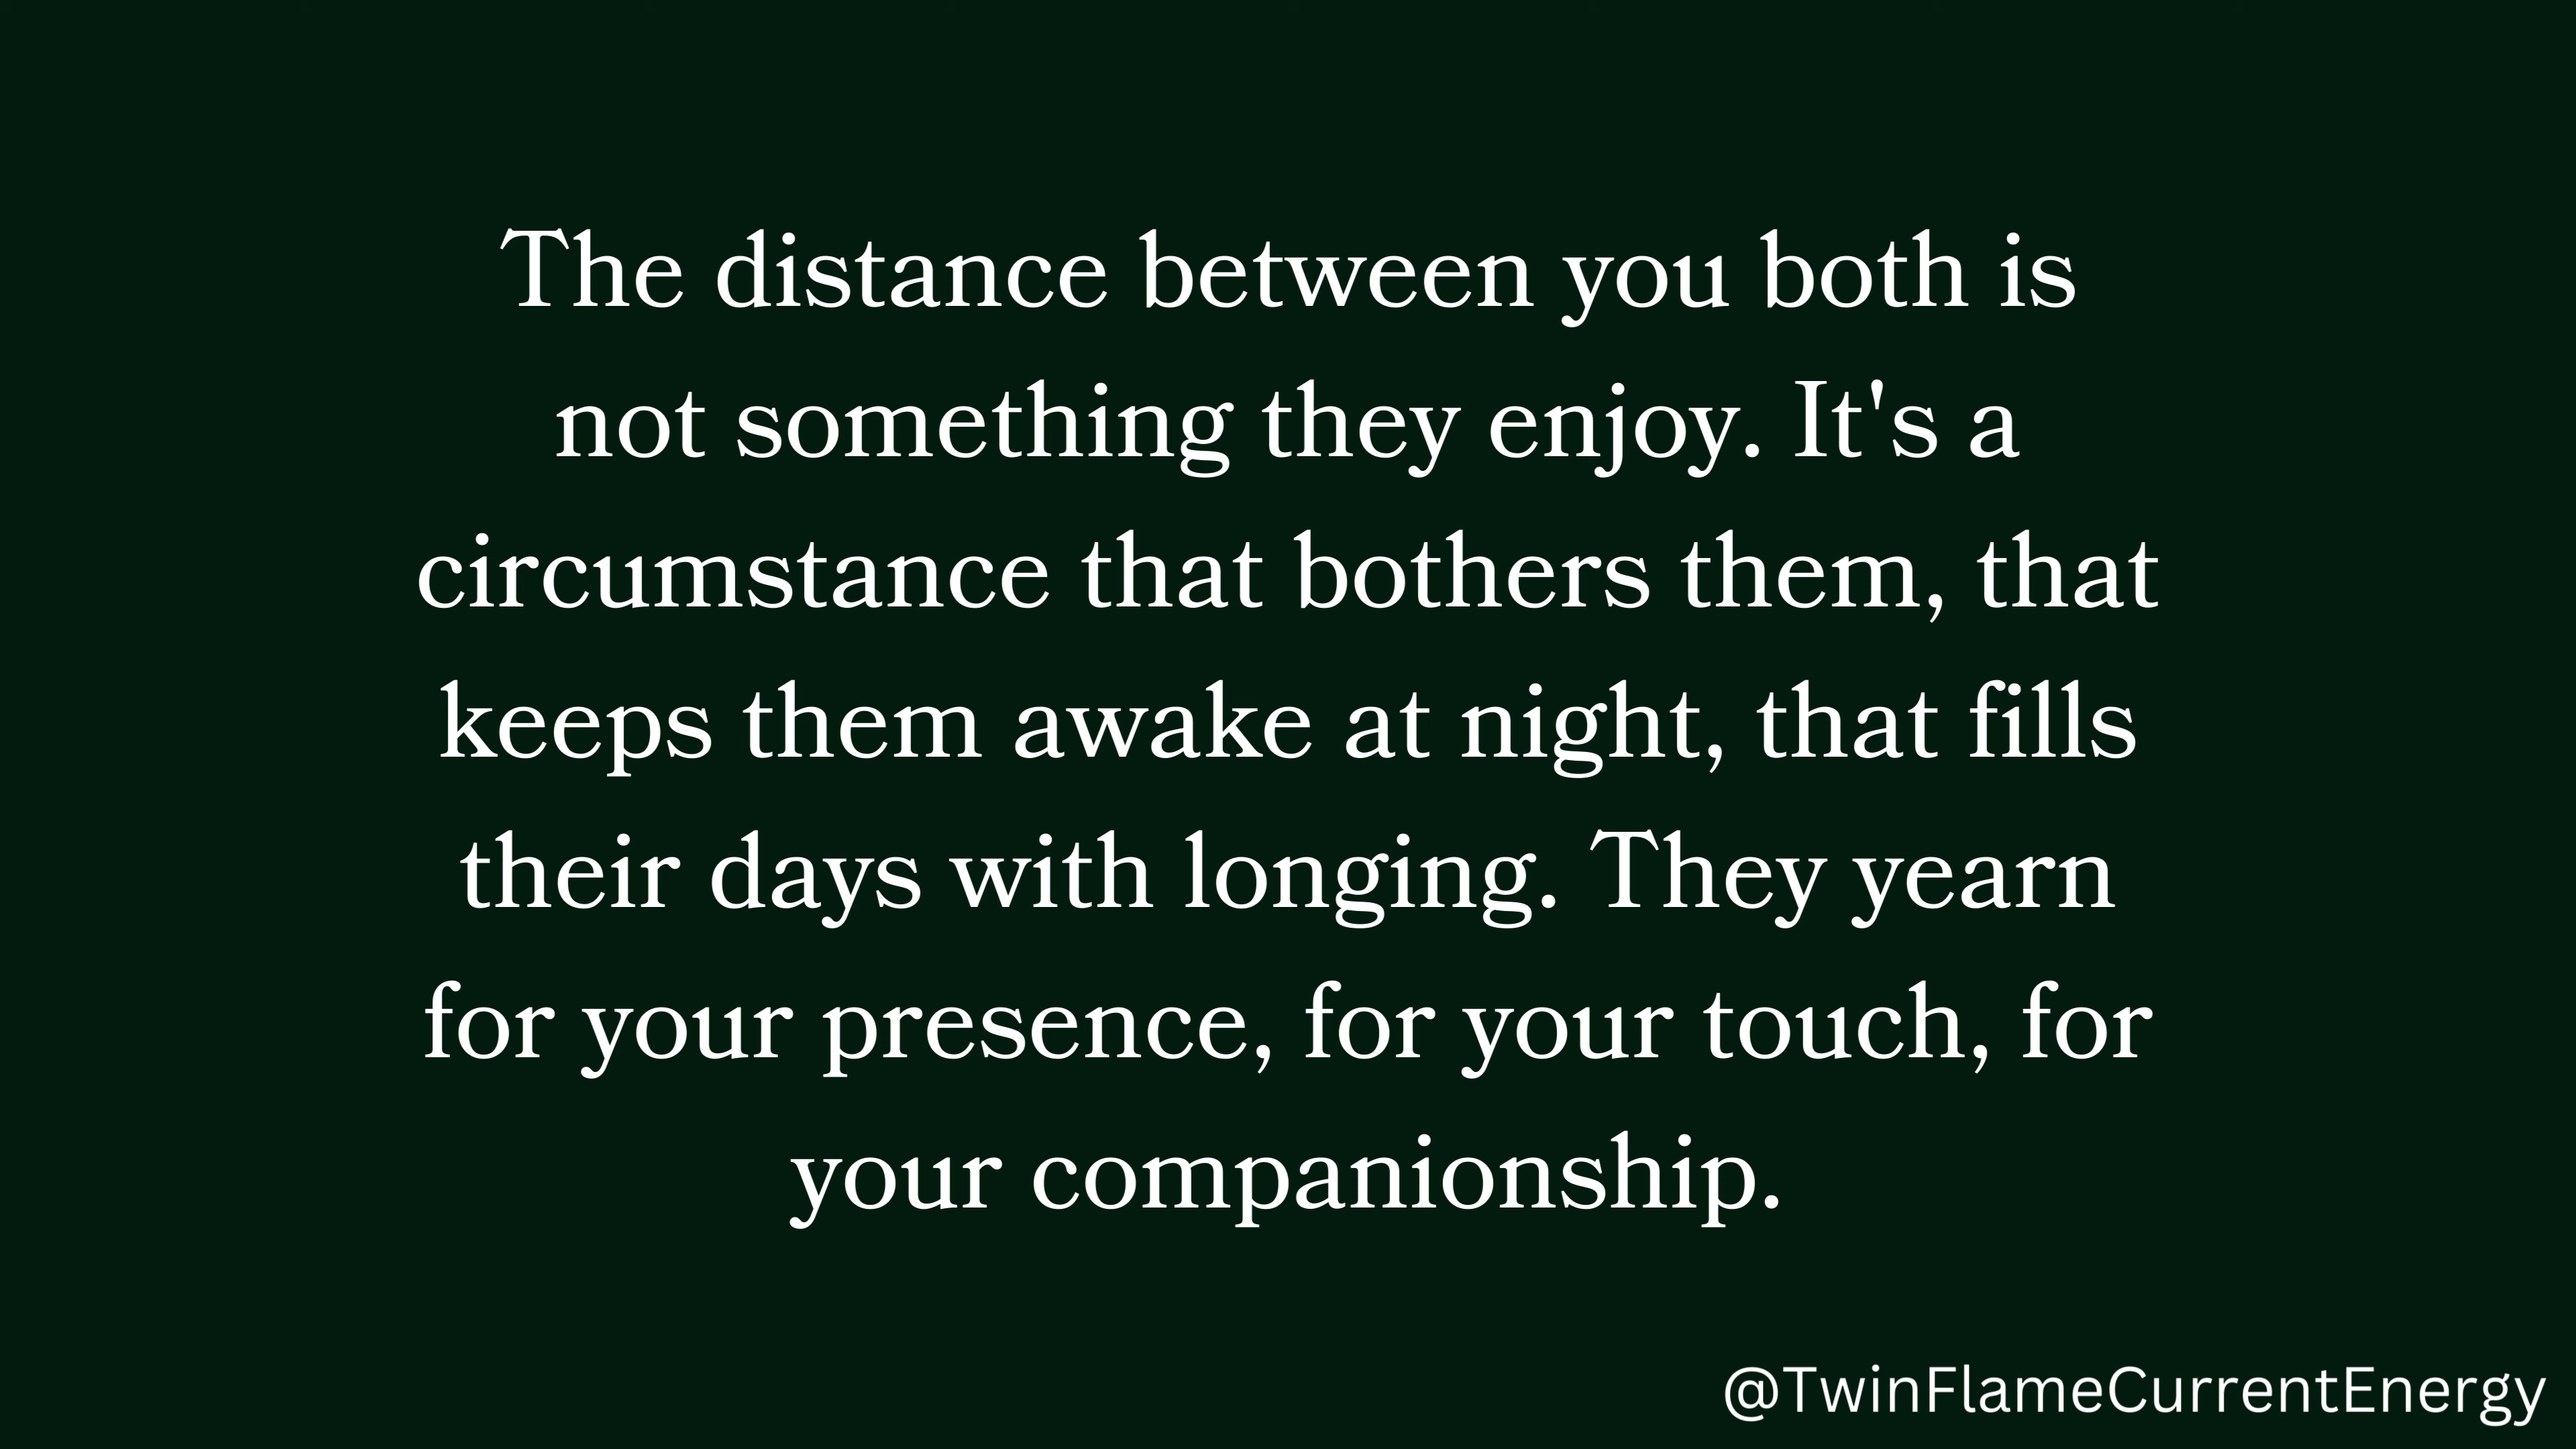 The distance between you both is
not something they enjoy. It's a
circumstance that bothers them, that
keeps them awake at night, that fills
their days with longing. They yearn
for your presence, for your touch, for
your companionship.
@TwinFlameCurrentEnergy